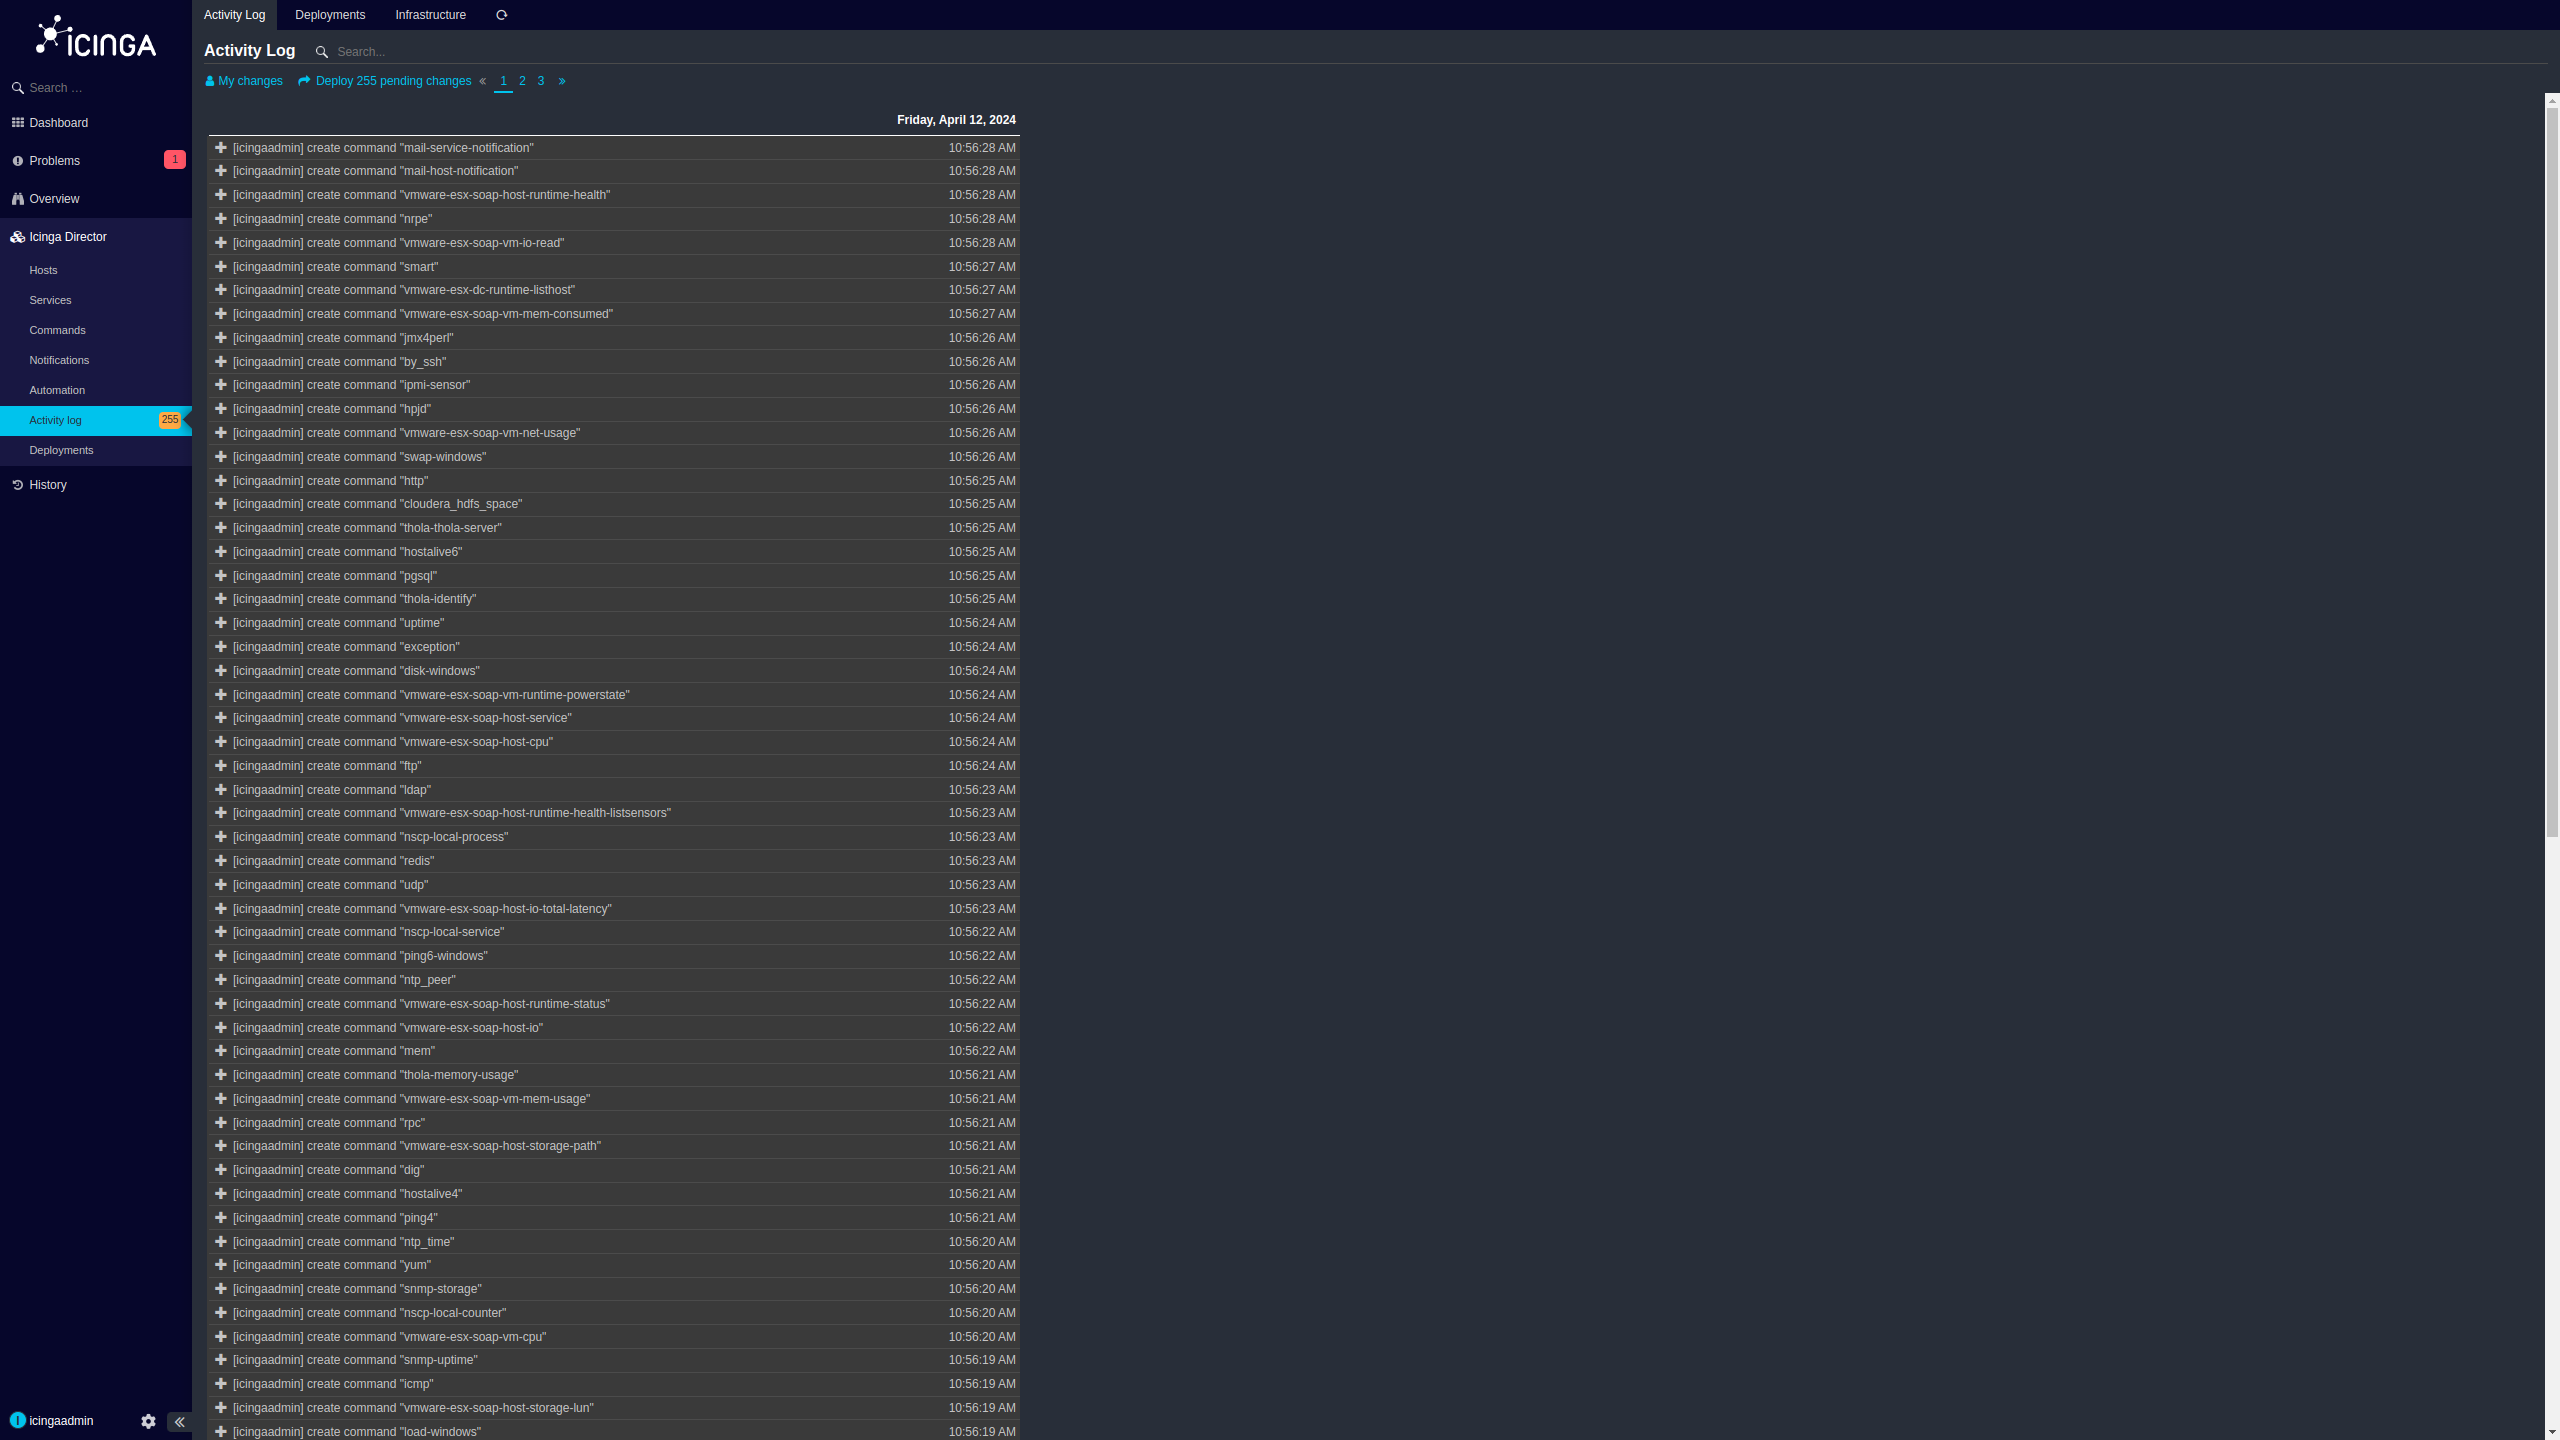 ICINGA
Search …
Dashboard
Problems 1
Overview
Icinga Director
Hosts
Services
Commands
Notifications
Automation
Activity log 255
Deployments
History
icingaadmin
Activity Log Deployments Infrastructure
Activity Log Search...
My changes Deploy 255 pending changes « 1 2 3 »
Friday, April 12, 2024
[icingaadmin] create command "mail-service-notification" 10:56:28 AM
[icingaadmin] create command "mail-host-notification" 10:56:28 AM
[icingaadmin] create command "vmware-esx-soap-host-runtime-health" 10:56:28 AM
[icingaadmin] create command "nrpe" 10:56:28 AM
[icingaadmin] create command "vmware-esx-soap-vm-io-read" 10:56:28 AM
[icingaadmin] create command "smart" 10:56:27 AM
[icingaadmin] create command "vmware-esx-dc-runtime-listhost" 10:56:27 AM
[icingaadmin] create command "vmware-esx-soap-vm-mem-consumed" 10:56:27 AM
[icingaadmin] create command "jmx4perl" 10:56:26 AM
[icingaadmin] create command "by_ssh" 10:56:26 AM
[icingaadmin] create command "ipmi-sensor" 10:56:26 AM
[icingaadmin] create command "hpjd" 10:56:26 AM
[icingaadmin] create command "vmware-esx-soap-vm-net-usage" 10:56:26 AM
[icingaadmin] create command "swap-windows" 10:56:26 AM
[icingaadmin] create command "http" 10:56:25 AM
[icingaadmin] create command "cloudera_hdfs_space" 10:56:25 AM
[icingaadmin] create command "thola-thola-server" 10:56:25 AM
[icingaadmin] create command "hostalive6" 10:56:25 AM
[icingaadmin] create command "pgsql" 10:56:25 AM
[icingaadmin] create command "thola-identify" 10:56:25 AM
[icingaadmin] create command "uptime" 10:56:24 AM
[icingaadmin] create command "exception" 10:56:24 AM
[icingaadmin] create command "disk-windows" 10:56:24 AM
[icingaadmin] create command "vmware-esx-soap-vm-runtime-powerstate" 10:56:24 AM
[icingaadmin] create command "vmware-esx-soap-host-service" 10:56:24 AM
[icingaadmin] create command "vmware-esx-soap-host-cpu" 10:56:24 AM
[icingaadmin] create command "ftp" 10:56:24 AM
[icingaadmin] create command "ldap" 10:56:23 AM
[icingaadmin] create command "vmware-esx-soap-host-runtime-health-listsensors" 10:56:23 AM
[icingaadmin] create command "nscp-local-process" 10:56:23 AM
[icingaadmin] create command "redis" 10:56:23 AM
[icingaadmin] create command "udp" 10:56:23 AM
[icingaadmin] create command "vmware-esx-soap-host-io-total-latency" 10:56:23 AM
[icingaadmin] create command "nscp-local-service" 10:56:22 AM
[icingaadmin] create command "ping6-windows" 10:56:22 AM
[icingaadmin] create command "ntp_peer" 10:56:22 AM
[icingaadmin] create command "vmware-esx-soap-host-runtime-status" 10:56:22 AM
[icingaadmin] create command "vmware-esx-soap-host-io" 10:56:22 AM
[icingaadmin] create command "mem" 10:56:22 AM
[icingaadmin] create command "thola-memory-usage" 10:56:21 AM
[icingaadmin] create command "vmware-esx-soap-vm-mem-usage" 10:56:21 AM
[icingaadmin] create command "rpc" 10:56:21 AM
[icingaadmin] create command "vmware-esx-soap-host-storage-path" 10:56:21 AM
[icingaadmin] create command "dig" 10:56:21 AM
[icingaadmin] create command "hostalive4" 10:56:21 AM
[icingaadmin] create command "ping4" 10:56:21 AM
[icingaadmin] create command "ntp_time" 10:56:20 AM
[icingaadmin] create command "yum" 10:56:20 AM
[icingaadmin] create command "snmp-storage" 10:56:20 AM
[icingaadmin] create command "nscp-local-counter" 10:56:20 AM
[icingaadmin] create command "vmware-esx-soap-vm-cpu" 10:56:20 AM
[icingaadmin] create command "snmp-uptime" 10:56:19 AM
[icingaadmin] create command "icmp" 10:56:19 AM
[icingaadmin] create command "vmware-esx-soap-host-storage-lun" 10:56:19 AM
[icingaadmin] create command "load-windows" 10:56:19 AM